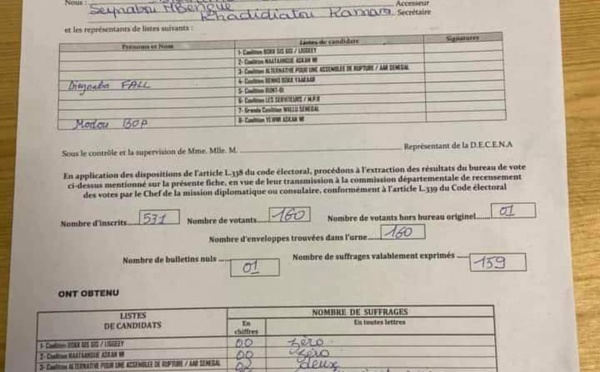 Nous : Seynabou Mbengue Accesseur
Khadidiatou Kamara Secrétaire
et les représentants de listes suivants :
Prénoms et Nom Listes de candidats Signatures
1- Coalition BOKK GIS GIS / LIGGEEY
2- Coalition NAATAANGUE ASKAN WI
3- Coalition ALTERNATIVE POUR UNE ASSEMBLEE DE RUPTURE / AAR SENEGAL
Dieynaba FALL 4- Coalition BENNO BOKK YAAKAAR
5- Coalition BUNT-BI
6- Coalition LES SERVITEURS / M.P.R
7- Grande Coalition WALLU SENEGAL
Modou BOP 8- Coalition YEWWI ASKAN WI
Sous le contrôle et la supervision de Mme. Mlle. M. Représentant de la D.E.C.E.N.A
En application des dispositions de l'article L.338 du code électoral, procédons à l'extraction des résultats du bureau de vote
ci-dessus mentionné sur la présente fiche, en vue de leur transmission à la commission départementale de recensement
des votes par le Chef de la mission diplomatique ou consulaire, conformément à l'article L.339 du Code électoral
Nombre d'inscrits 531 Nombre de votants 160 Nombre de votants hors bureau originel 01
Nombre d'enveloppes trouvées dans l'urne 160
Nombre de bulletins nuls 01 Nombre de suffrages valablement exprimés 159
ONT OBTENU
LISTES DE CANDIDATS NOMBRE DE SUFFRAGES
En chiffres En toutes lettres
1- Coalition BOKK GIS GIS / LIGGEEY 00 zéro
2- Coalition NAATAANGUE ASKAN WI 00 zéro
3- Coalition ALTERNATIVE POUR UNE ASSEMBLEE DE RUPTURE / AAR SENEGAL 02 deux